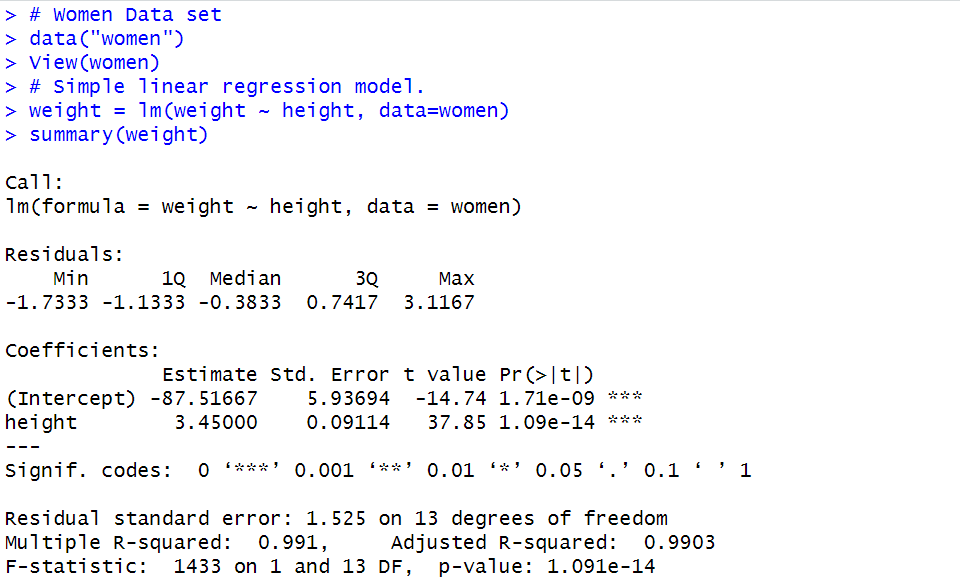 > # Women Data set
> data("women")
> View(women)
> # Simple linear regression model.
> weight = lm(weight ~ height, data=women)
> summary(weight)
Call:
lm(formula = weight ~ height, data = women)
Residuals:
    Min      1Q  Median      3Q     Max
-1.7333 -1.1333 -0.3833  0.7417  3.1167
Coefficients:
             Estimate Std. Error t value Pr(>|t|)
(Intercept) -87.51667    5.93694  -14.74 1.71e-09 ***
height        3.45000    0.09114   37.85 1.09e-14 ***
---
Signif. codes:  0 ‘***’ 0.001 ‘**’ 0.01 ‘*’ 0.05 ‘.’ 0.1 ‘ ’ 1
Residual standard error: 1.525 on 13 degrees of freedom
Multiple R-squared:  0.991,     Adjusted R-squared:  0.9903
F-statistic:  1433 on 1 and 13 DF,  p-value: 1.091e-14